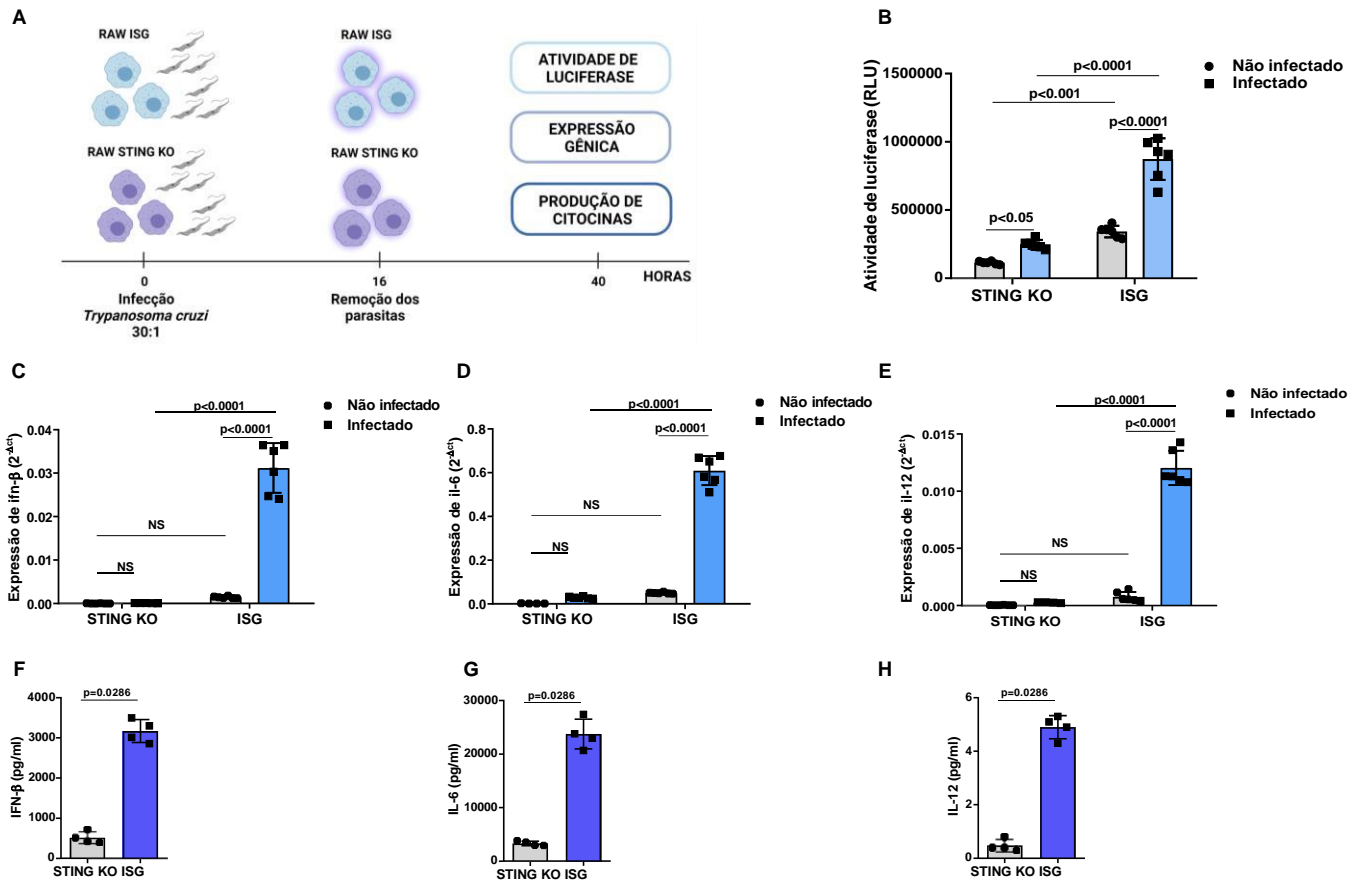 A
RAW ISG
RAW ISG
RAW STING KO
RAW STING KO
ATIVIDADE DE
LUCIFERASE
EXPRESSÃO
GÊNICA
PRODUÇÃO DE
CITOCINAS
0
16
40
HORAS
Infecção
Trypanosoma cruzi
30:1
Remoção dos
parasitas
B
Atividade de luciferase (RLU)
1500000
1000000
500000
0
p<0.0001
p<0.001
p<0.0001
p<0.05
STING KO
ISG
Não infectado
Infectado
C
Expressão de ifn-β (2^-Δct)
0.04
0.03
0.02
0.01
0.00
p<0.0001
p<0.0001
NS
NS
STING KO
ISG
Não infectado
Infectado
D
Expressão de il-6 (2^-Δct)
0.8
0.6
0.4
0.2
0.0
p<0.0001
p<0.0001
NS
NS
STING KO
ISG
Não infectado
Infectado
E
Expressão de il-12 (2^-Δct)
0.015
0.010
0.005
0.000
p<0.0001
p<0.0001
NS
NS
STING KO
ISG
Não infectado
Infectado
F
IFN-β (pg/ml)
4000
3000
2000
1000
0
p=0.0286
STING KO ISG
G
IL-6 (pg/ml)
30000
20000
10000
0
p=0.0286
STING KO ISG
H
IL-12 (pg/ml)
6
4
2
0
p=0.0286
STING KO ISG